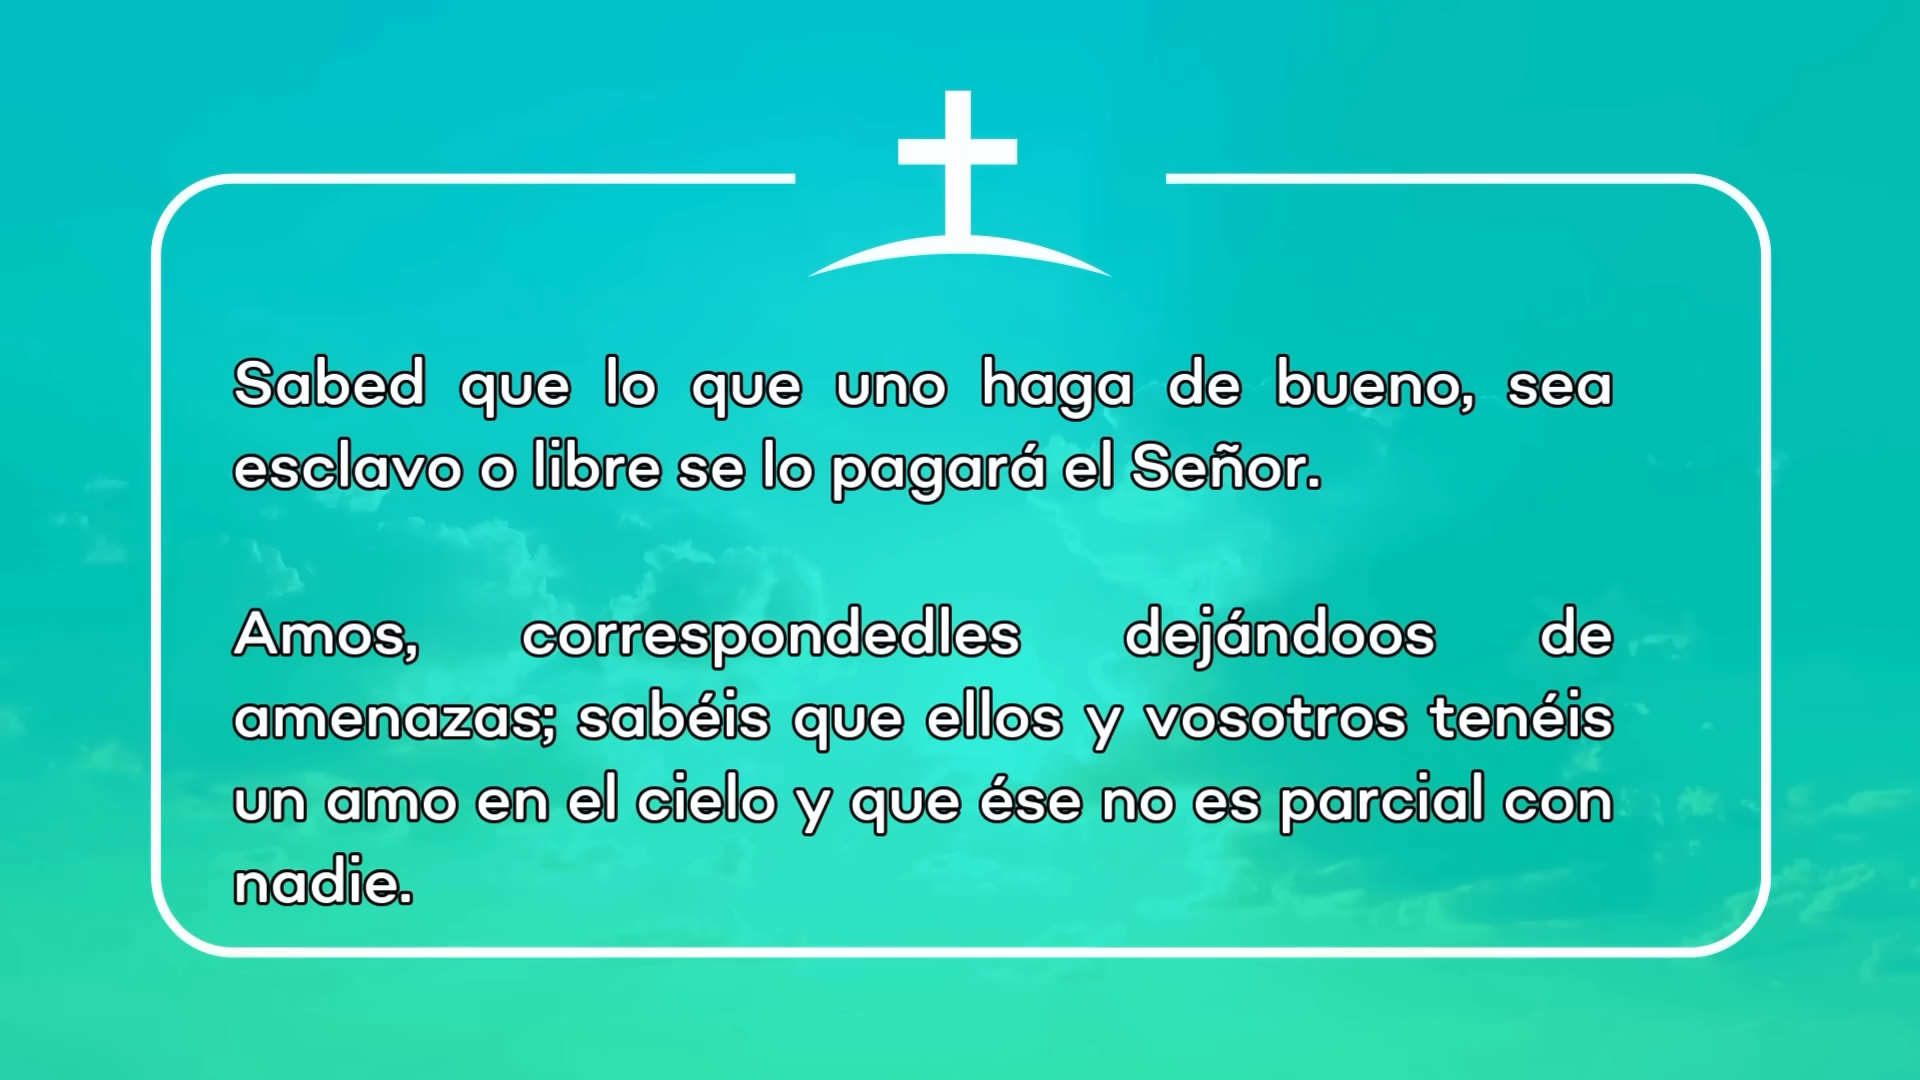 Sabed que lo que uno haga de bueno, sea
esclavo o libre se lo pagará el Señor.
Amos, correspondedles dejándoos de
amenazas; sabéis que ellos y vosotros tenéis
un amo en el cielo y que ése no es parcial con
nadie.